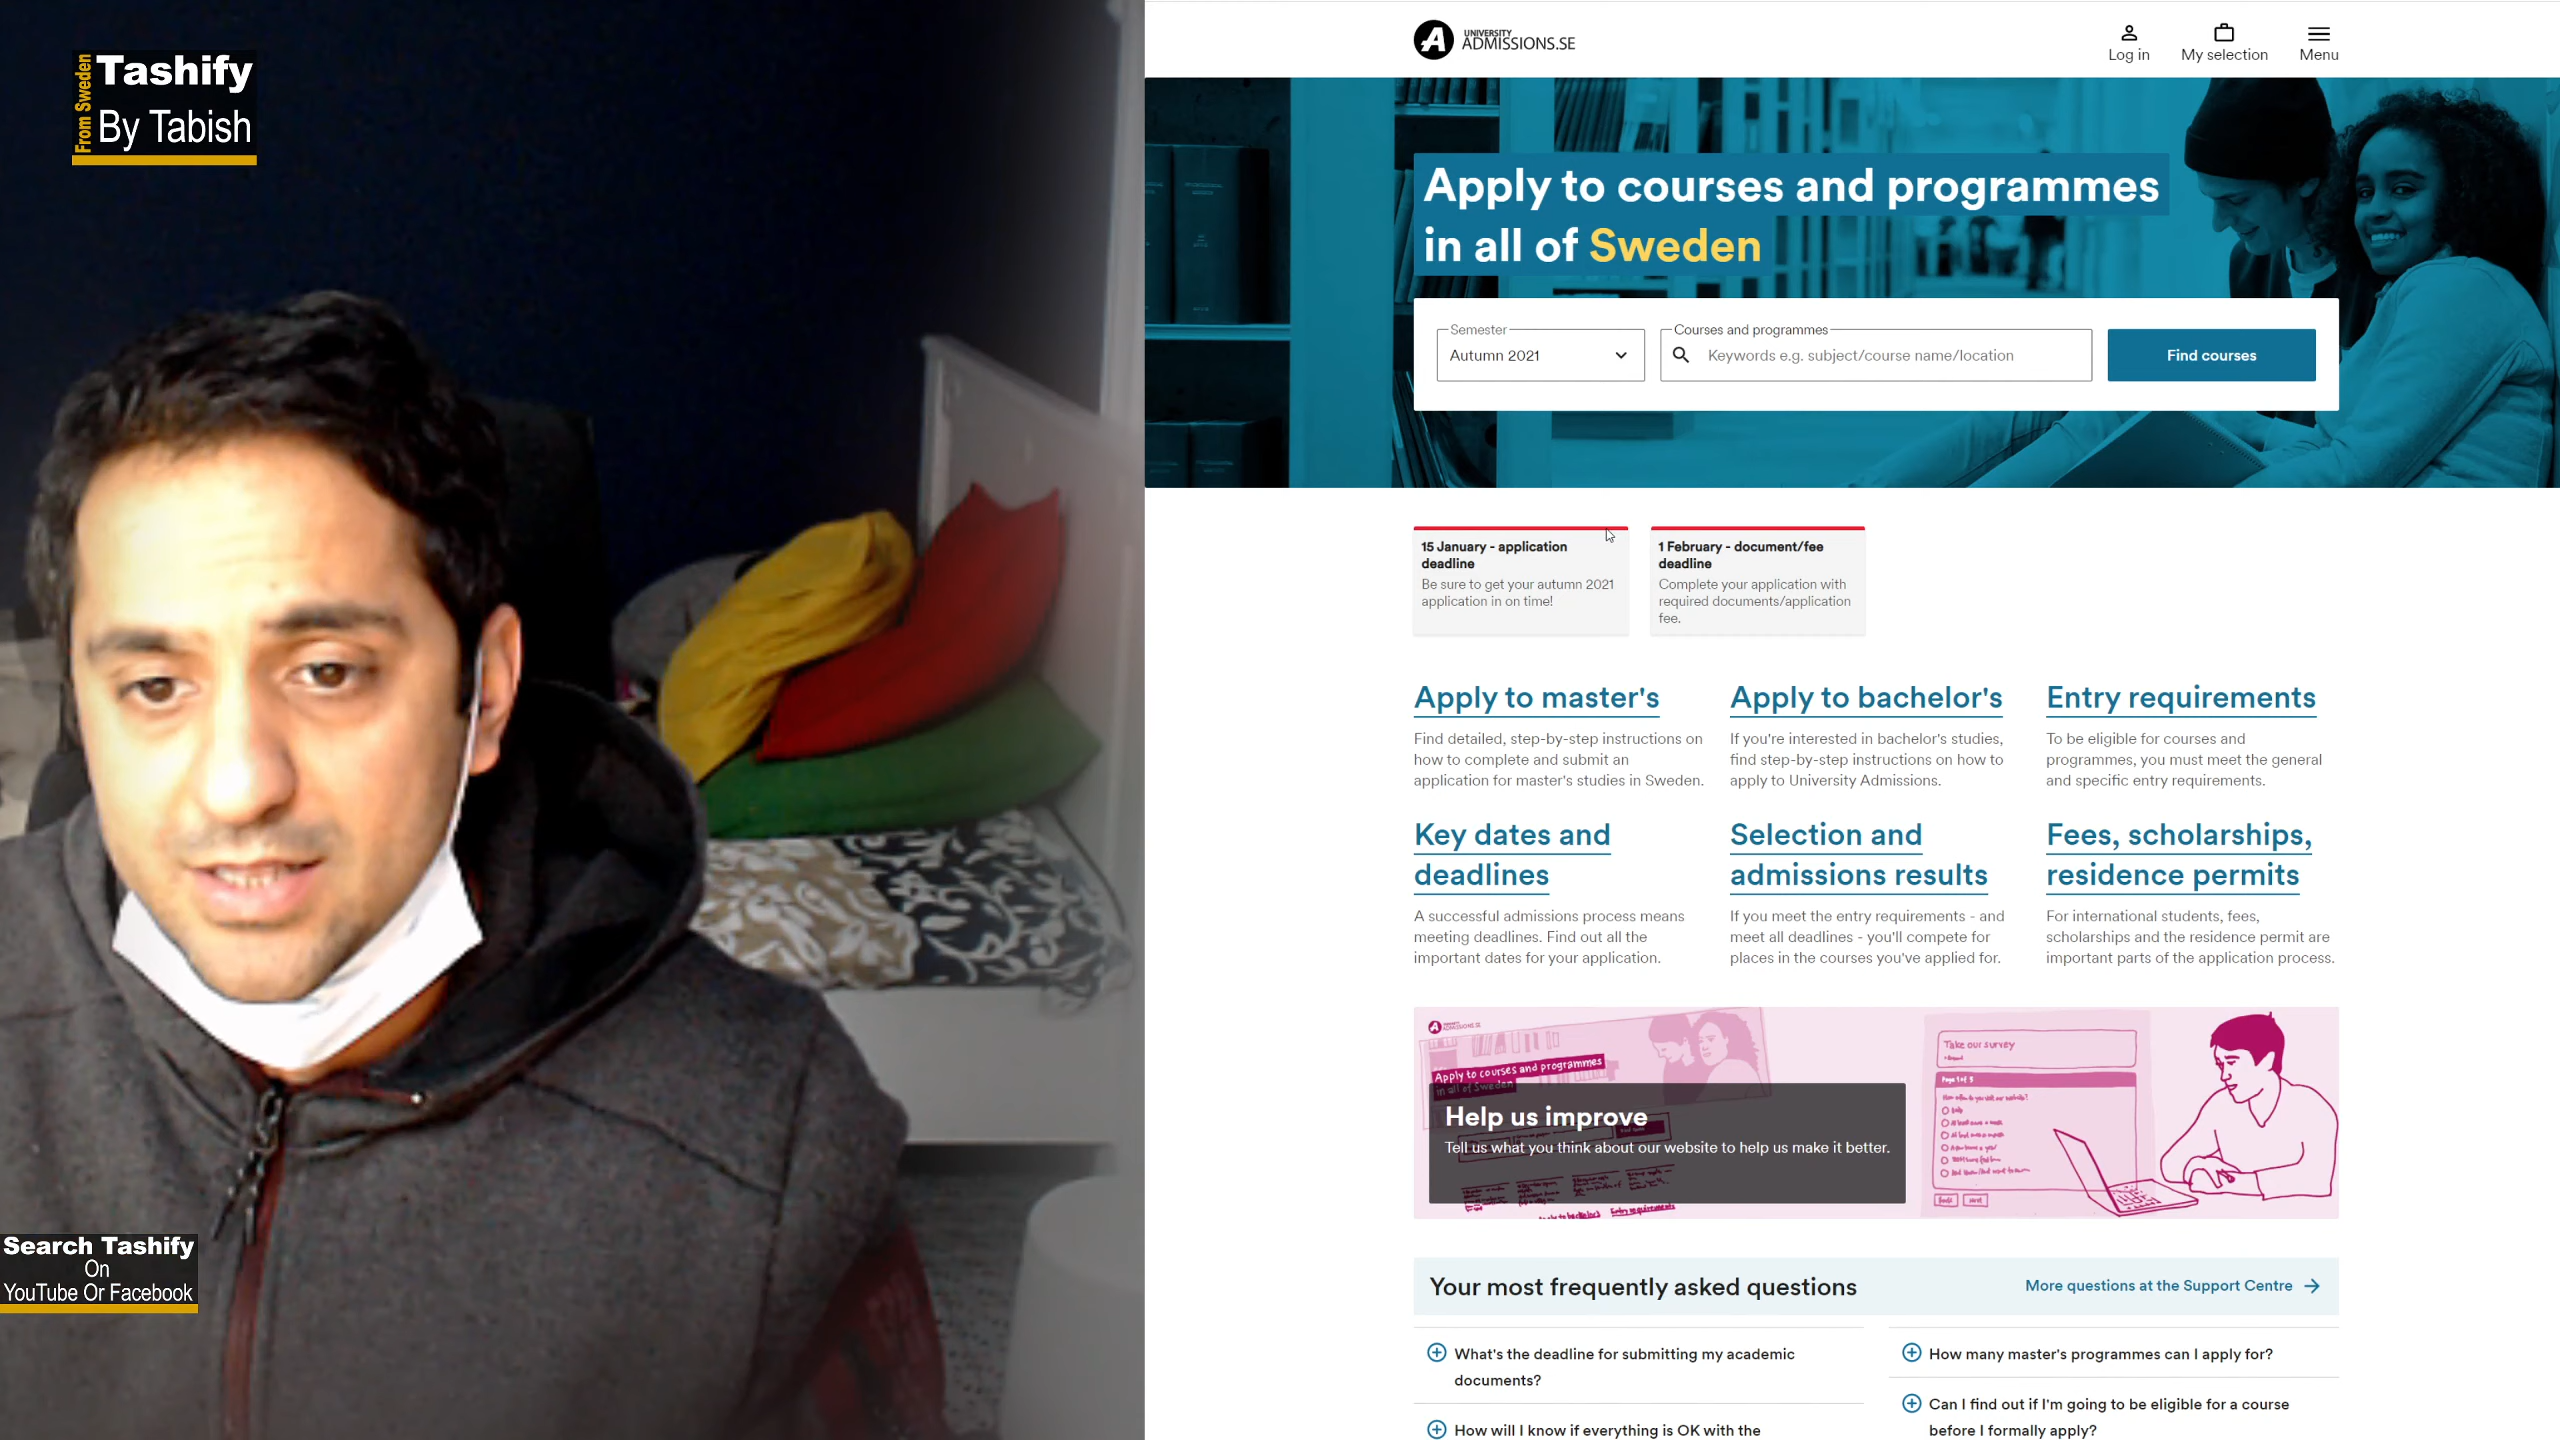 From Sweden
Tashify
By Tabish
Search Tashify
On
YouTube Or Facebook
UNIVERSITY
ADMISSIONS.SE
Log in
My selection
Menu
Apply to courses and programmes
in all of Sweden
Semester
Autumn 2021
Courses and programmes
Keywords e.g. subject/course name/location
Find courses
15 January - application
deadline
Be sure to get your autumn 2021
application in on time!
1 February - document/fee
deadline
Complete your application with
required documents/application
fee.
Apply to master's
Find detailed, step-by-step instructions on
how to complete and submit an
application for master's studies in Sweden.
Apply to bachelor's
If you're interested in bachelor's studies,
find step-by-step instructions on how to
apply to University Admissions.
Entry requirements
To be eligible for courses and
programmes, you must meet the general
and specific entry requirements.
Key dates and
deadlines
A successful admissions process means
meeting deadlines. Find out all the
important dates for your application.
Selection and
admissions results
If you meet the entry requirements - and
meet all deadlines - you'll compete for
places in the courses you've applied for.
Fees, scholarships,
residence permits
For international students, fees,
scholarships and the residence permit are
important parts of the application process.
Apply to courses and programmes
in all of Sweden
Help us improve
Tell us what you think about our website to help us make it better.
Entry requirements
Take our survey
Page 1 of 3
Your most frequently asked questions
More questions at the Support Centre
What's the deadline for submitting my academic
documents?
How will I know if everything is OK with the
How many master's programmes can I apply for?
Can I find out if I'm going to be eligible for a course
before I formally apply?